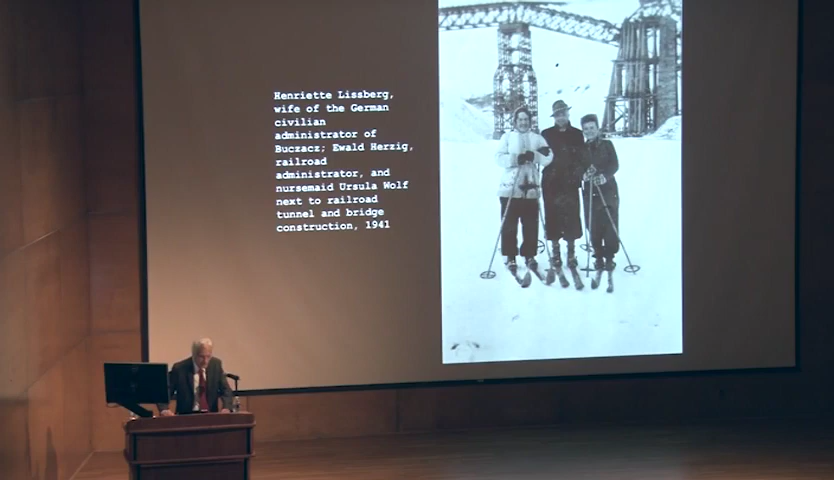 Henriette Lissberg,
wife of the German
civilian
administrator of
Buczacz; Ewald Herzig,
railroad
administrator, and
nursemaid Ursula Wolf
next to railroad
tunnel and bridge
construction, 1941